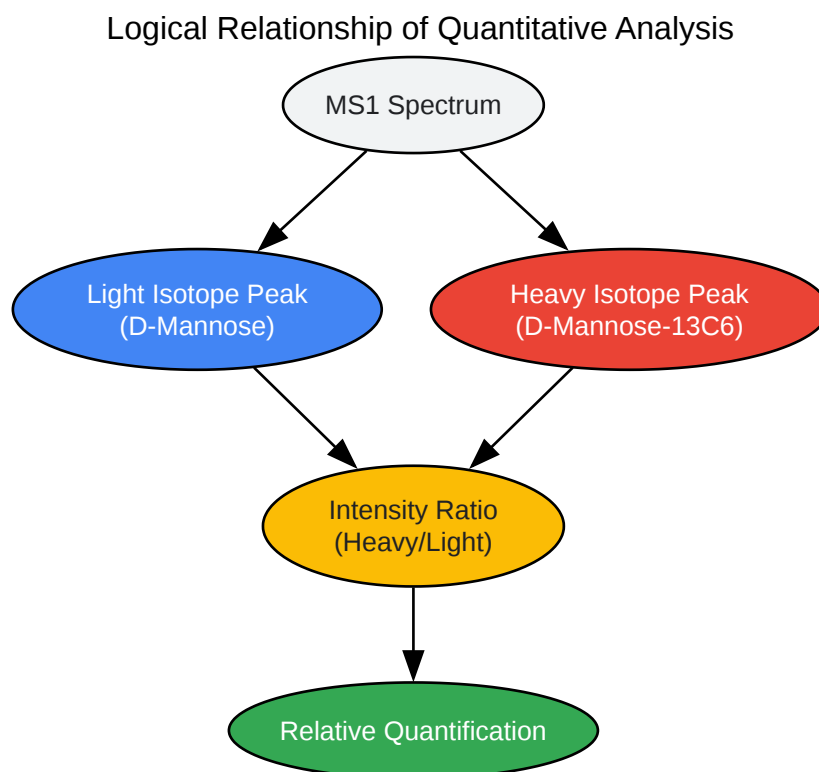 Logical Relationship of Quantitative Analysis
MS1 Spectrum
Light Isotope Peak
(D-Mannose)
Heavy Isotope Peak
(D-Mannose-13C6)
Intensity Ratio
(Heavy/Light)
Relative Quantification